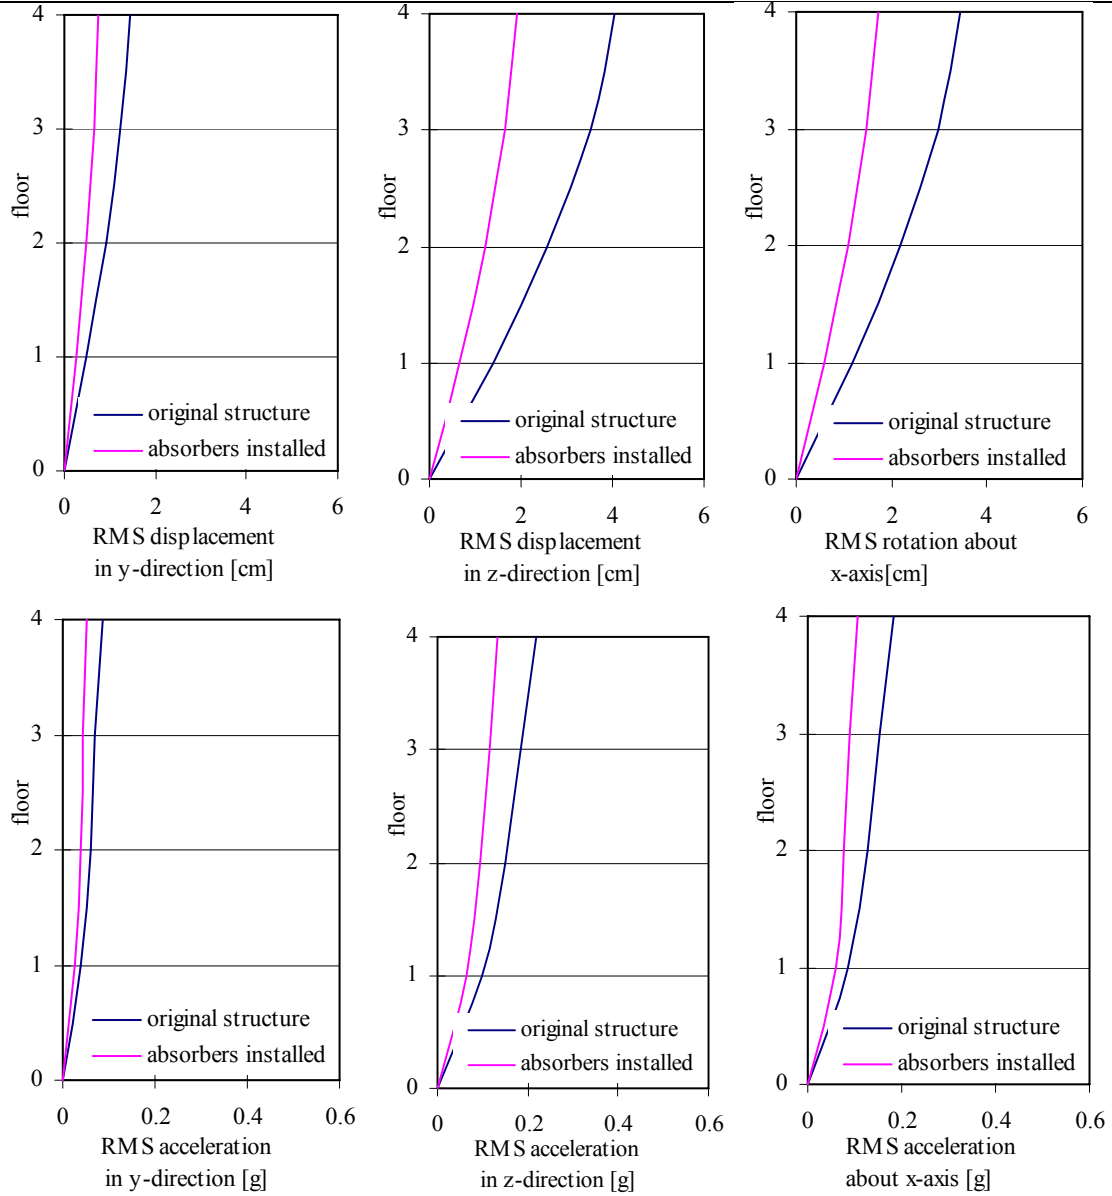 4
3
2
1
0
floor
original structure
absorbers installed
0 2 4 6
RMS displacement
in y-direction [cm]
4
3
2
1
0
floor
original structure
absorbers installed
0 2 4 6
RMS displacement
in z-direction [cm]
4
3
2
1
0
floor
original structure
absorbers installed
0 2 4 6
RMS rotation about
x-axis[cm]
4
3
2
1
0
floor
original structure
absorbers installed
0 0.2 0.4 0.6
RMS acceleration
in y-direction [g]
4
3
2
1
0
floor
original structure
absorbers installed
0 0.2 0.4 0.6
RMS acceleration
in z-direction [g]
4
3
2
1
0
floor
original structure
absorbers installed
0 0.2 0.4 0.6
RMS acceleration
about x-axis [g]